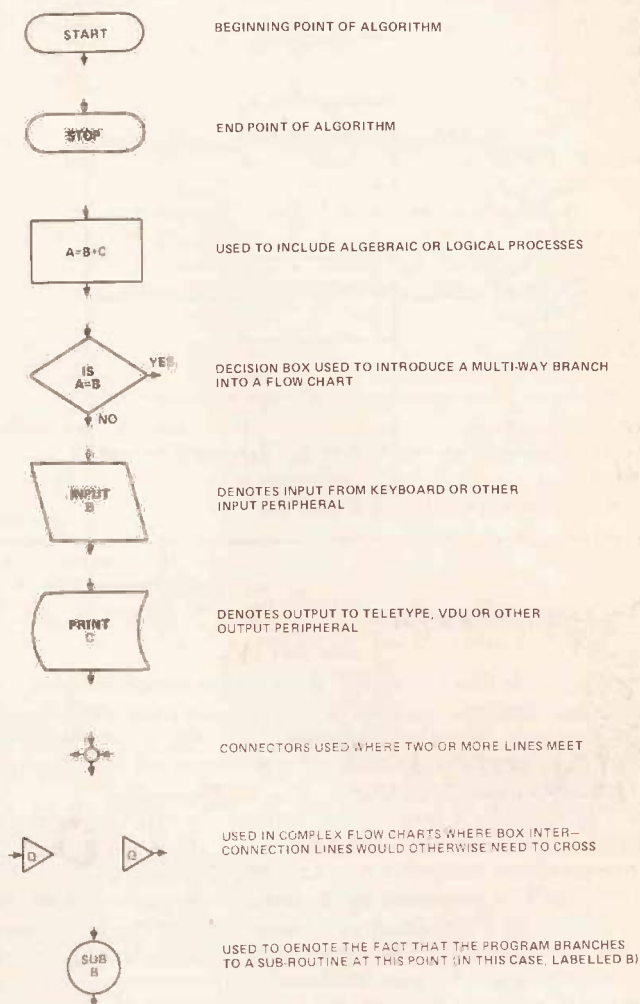 START
BEGINNING POINT OF ALGORITHM
STOP
END POINT OF ALGORITHM
A=B+C
USED TO INCLUDE ALGEBRAIC OR LOGICAL PROCESSES
IS
A=B
YES
NO
DECISION BOX USED TO INTRODUCE A MULTI-WAY BRANCH
INTO A FLOW CHART
INPUT
B
DENOTES INPUT FROM KEYBOARD OR OTHER
INPUT PERIPHERAL
PRINT
C
DENOTES OUTPUT TO TELETYPE, VDU OR OTHER
OUTPUT PERIPHERAL
CONNECTORS USED WHERE TWO OR MORE LINES MEET
USED IN COMPLEX FLOW CHARTS WHERE BOX INTER–
CONNECTION LINES WOULD OTHERWISE NEED TO CROSS
SUB
B
USED TO DENOTE THE FACT THAT THE PROGRAM BRANCHES
TO A SUB-ROUTINE AT THIS POINT (IN THIS CASE, LABELLED B)